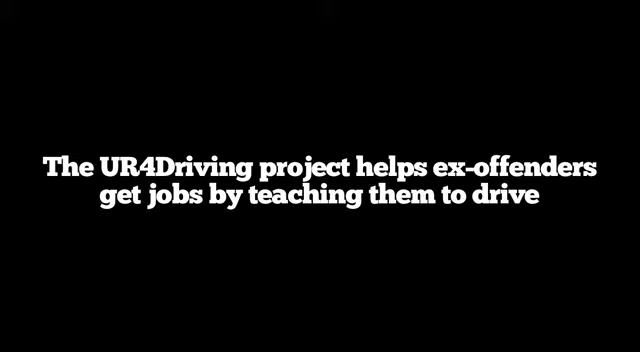 The UR4Driving project helps ex-offenders
get jobs by teaching them to drive